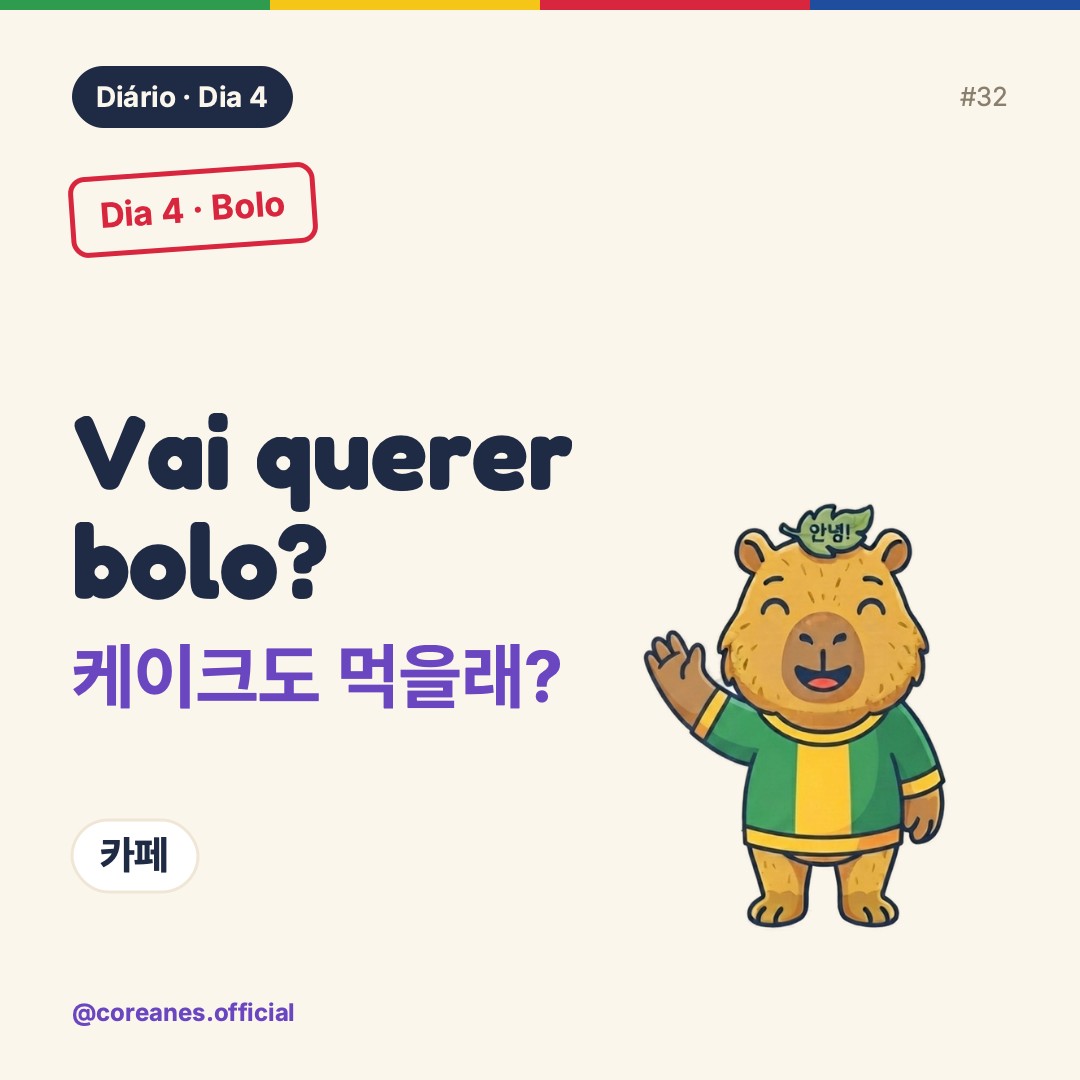 Diário · Dia 4
#32
Dia 4 · Bolo
Vai querer
bolo?
케이크도 먹을래?
안녕!
카페
@coreanes.official